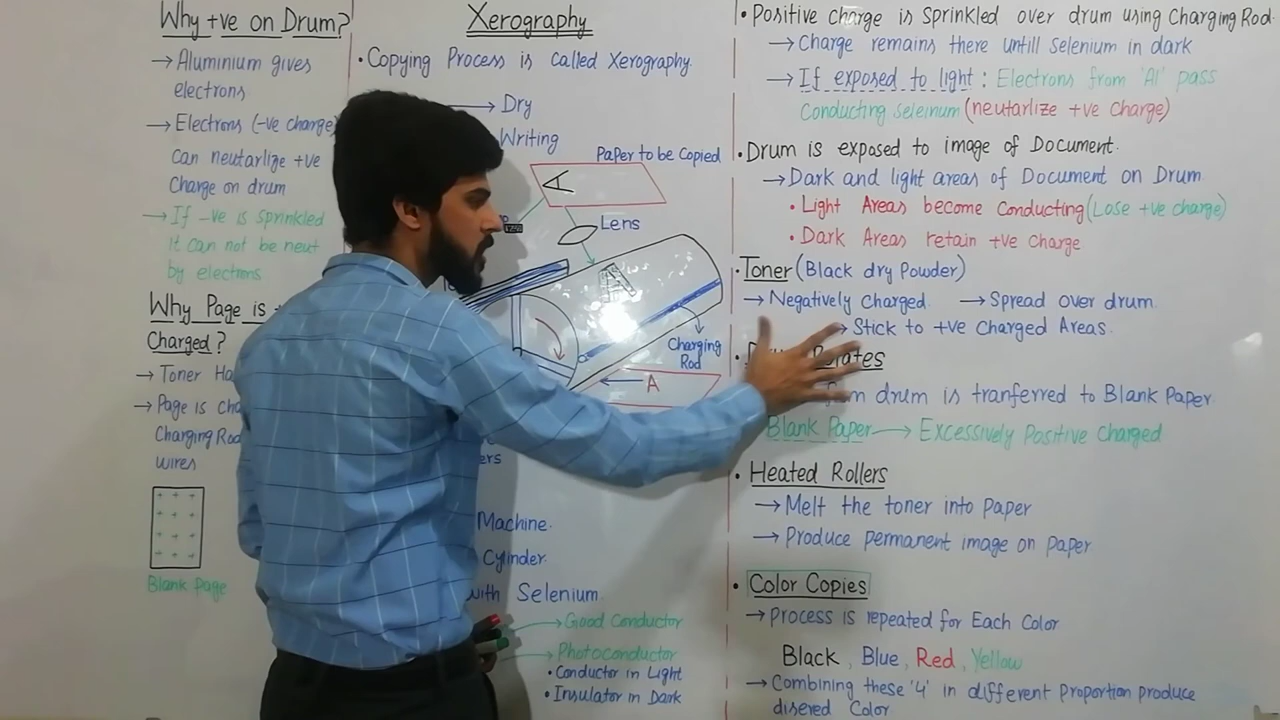 Why +ve on Drum?
→ Aluminium gives
electrons
→ Electrons (-ve charge)
can neutarlize +ve
Charge on drum
→ If -ve is sprinkled
it can not be neut
by electrons
Why Page is
Charged?
→ Toner Ha
→ Page is cha
Charging Rod
wires
+ + +
+ + +
+ + +
+ + +
Blank Page
Xerography
• Copying Process is called Xerography.
→ Dry
Writing
Paper to be Copied
A
Lens
A
Charging
Rod
← A
ers
Machine.
Cylinder
with Selenium.
→ Good Conductor
→ Photoconductor
• Conductor in Light
• Insulator in Dark
• Positive charge is Sprinkled over drum using Charging Rod
→ Charge remains there untill Selenium in dark
→ If exposed to light : Electrons from 'Al' pass
Conducting seleinum (neutarlize +ve Charge)
• Drum is exposed to image of Document.
→ Dark and light areas of Document on Drum
• Light Areas become Conducting (Lose +ve charge)
• Dark Areas retain +ve Charge
• Toner (Black dry Powder)
→ Negatively Charged → Spread over drum
→ Stick to +ve Charged Areas.
drum is tranferred to Blank Paper.
Blank Paper → Excessively Positive Charged
• Heated Rollers
→ Melt the toner into Paper
→ Produce permanent image on paper
• Color Copies
→ Process is repeated for Each Color
Black, Blue, Red, Yellow
→ Combining these '4' in different Proportion produce
disered Color